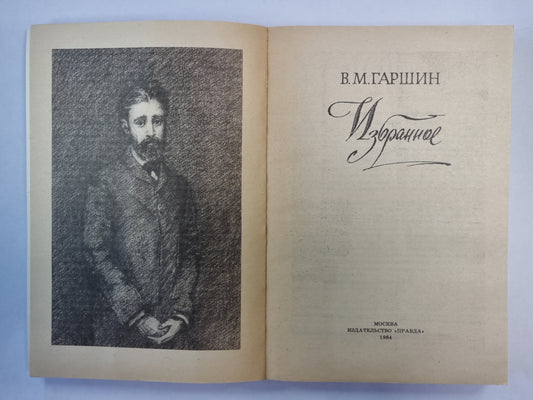 В. М. ГАРШИН
Избранное
МОСКВА
ИЗДАТЕЛЬСТВО «ПРАВДА»
1984